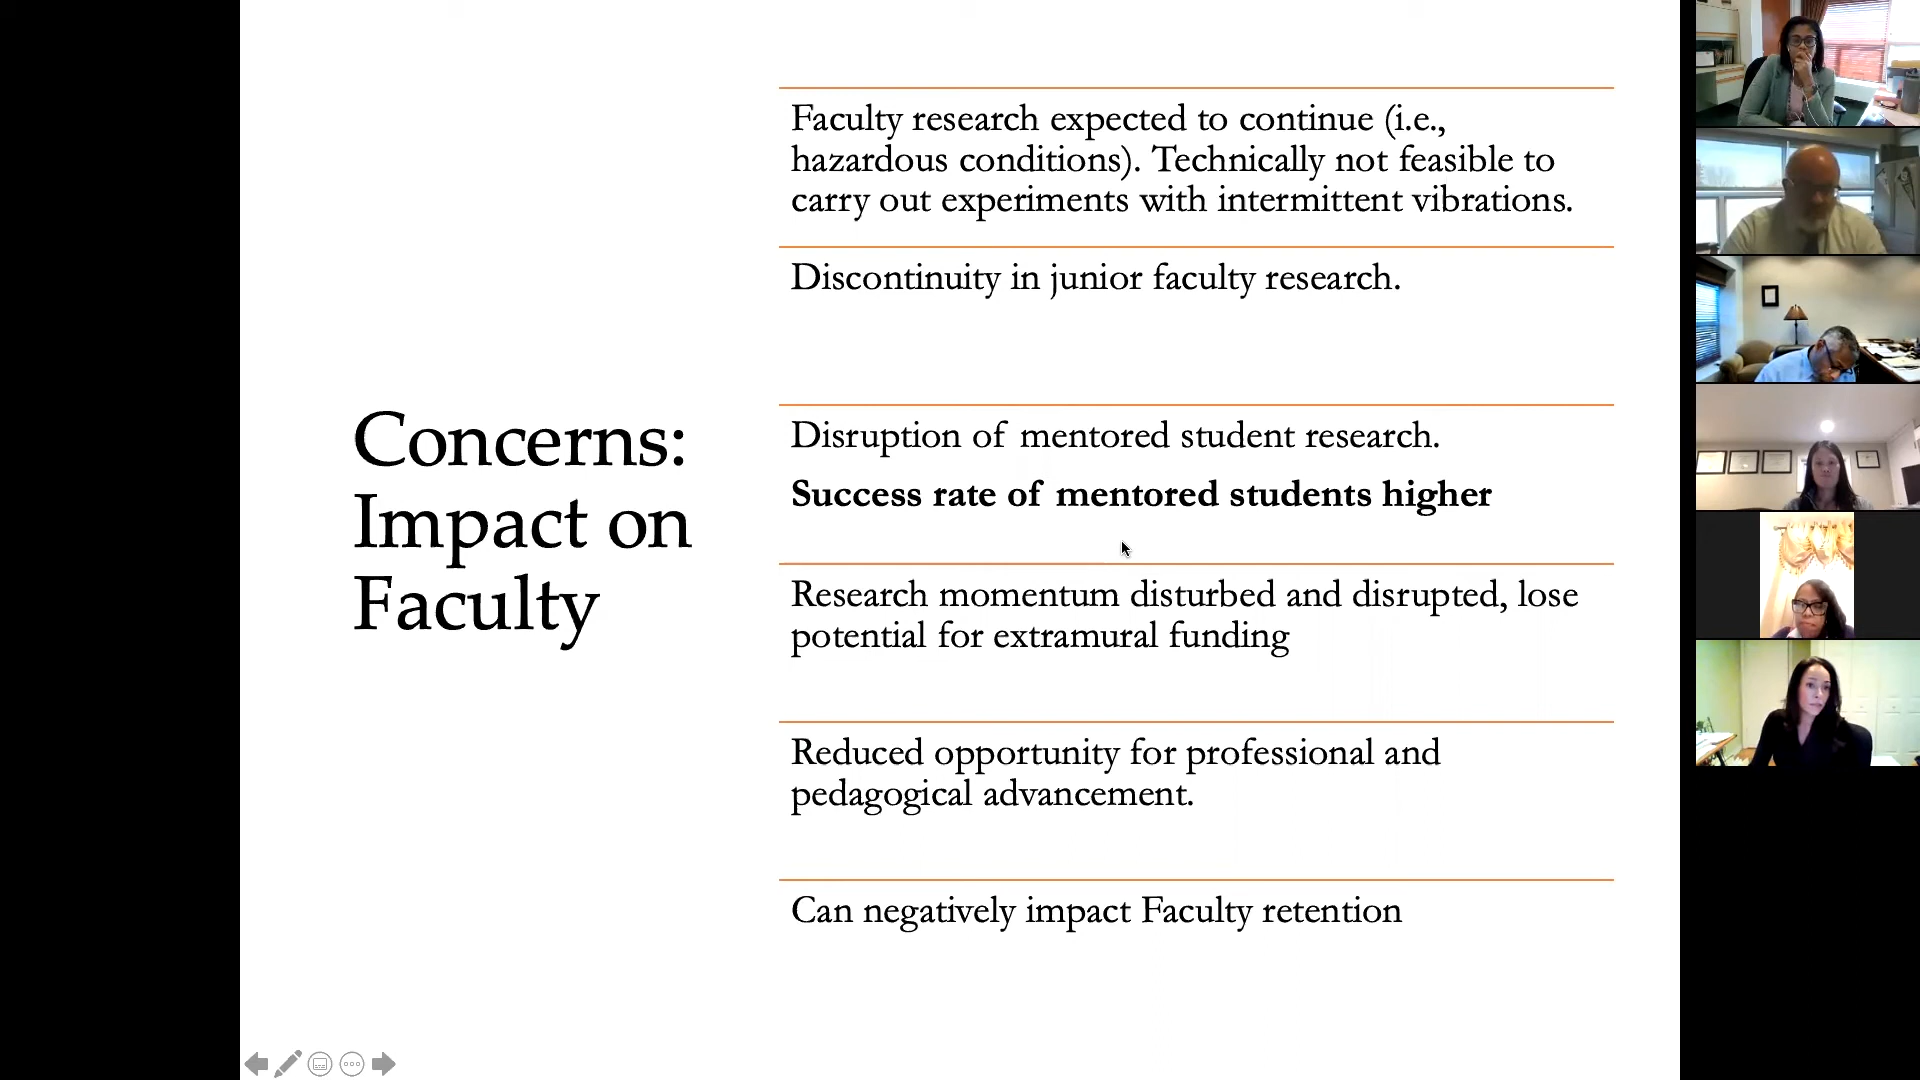 Concerns:
Impact on
Faculty
Faculty research expected to continue (i.e.,
hazardous conditions). Technically not feasible to
carry out experiments with intermittent vibrations.
Discontinuity in junior faculty research.
Disruption of mentored student research.
Success rate of mentored students higher
Research momentum disturbed and disrupted, lose
potential for extramural funding
Reduced opportunity for professional and
pedagogical advancement.
Can negatively impact Faculty retention